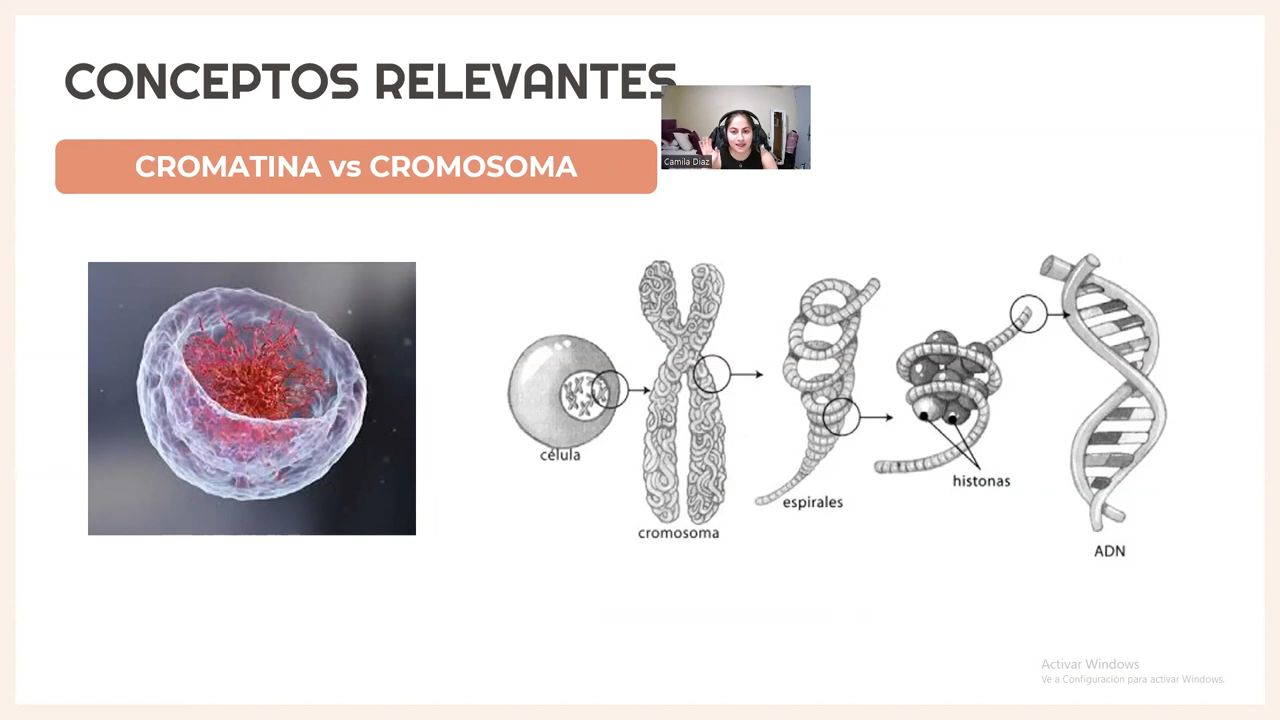 CONCEPTOS RELEVANTES
Camila Diaz
CROMATINA vs CROMOSOMA
célula
cromosoma
espirales
histonas
ADN
Activar Windows
Ve a Configuración para activar Windows.